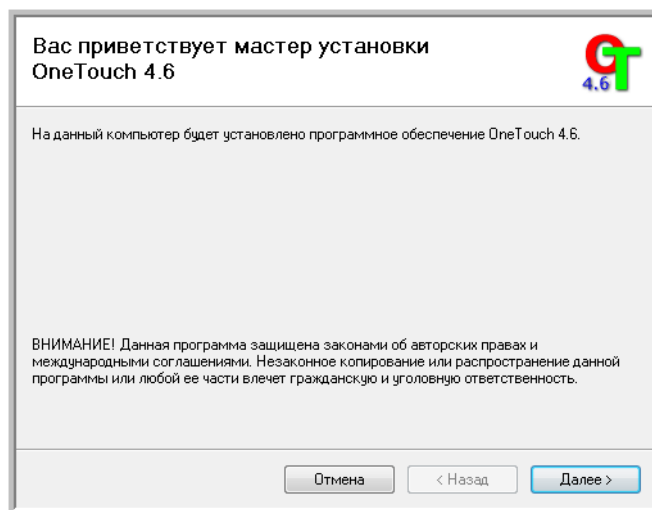 Вас приветствует мастер установки
OneTouch 4.6
OT
4.6
На данный компьютер будет установлено программное обеспечение OneTouch 4.6.
ВНИМАНИЕ! Данная программа защищена законами об авторских правах и
международными соглашениями. Незаконное копирование или распространение данной
программы или любой ее части влечет гражданскую и уголовную ответственность.
Отмена
< Назад
Далее >